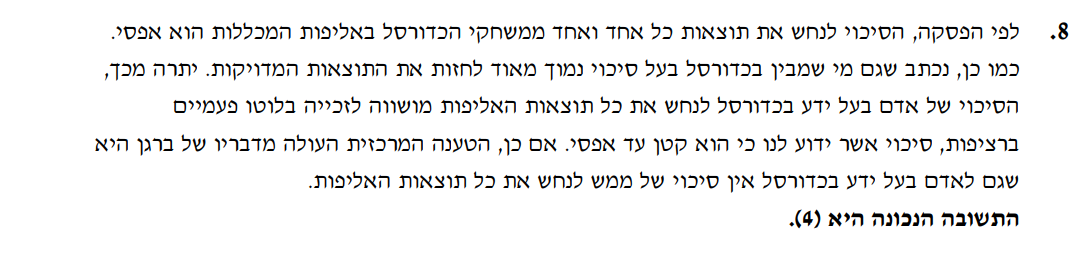 8. לפי הפסקה, הסיכוי לנחש את תוצאות כל אחד ואחד ממשחקי הכדורסל באליפות המכללות הוא אפסי.
כמו כן, נכתב שגם מי שמבין בכדורסל בעל סיכוי נמוך מאוד לחזות את התוצאות המדויקות. יתרה מכך,
הסיכוי של אדם בעל ידע בכדורסל לנחש את כל תוצאות האליפות מושווה לזכייה בלוטו פעמיים
ברציפות, סיכוי אשר ידוע לנו כי הוא קטן עד אפסי. אם כן, הטענה המרכזית העולה מדבריו של ברגן היא
שגם לאדם בעל ידע בכדורסל אין סיכוי של ממש לנחש את כל תוצאות האליפות.
התשובה הנכונה היא (4).